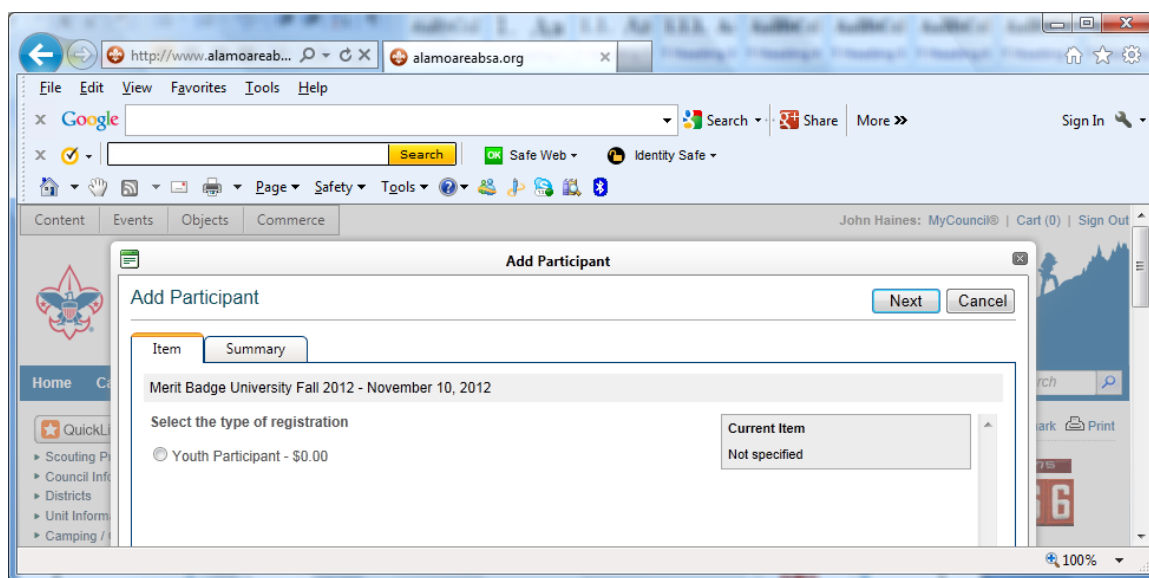 http://www.alamoareab... alamoareabsa.org
File Edit View Favorites Tools Help
x Google Search Share More » Sign In
x Search OK Safe Web Identity Safe
Page Safety Tools
Content Events Objects Commerce John Haines: MyCouncil® | Cart (0) | Sign Out
Add Participant
Add Participant Next Cancel
Item Summary
Home Ca rch
Merit Badge University Fall 2012 - November 10, 2012
QuickLi ark Print
Select the type of registration Current Item
Youth Participant - $0.00 Not specified
Scouting P
Council Info
Districts
Unit Inform
Camping /
100%